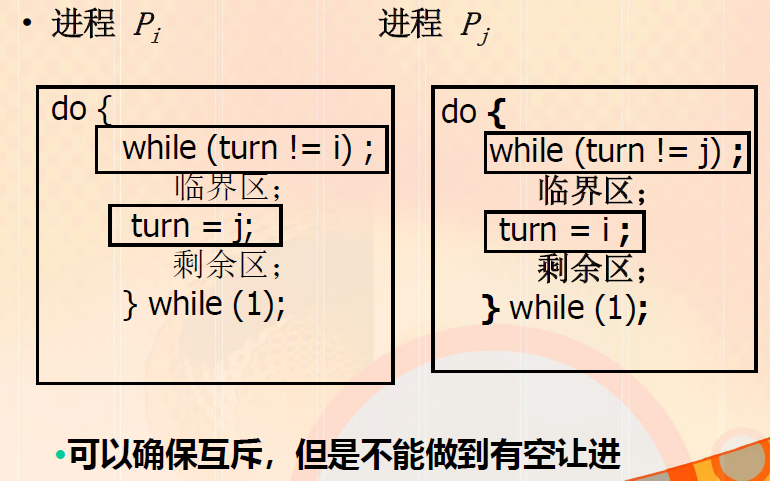 • 进程 Pi
进程 Pj
do {
while (turn != i) ;
临界区；
turn = j;
剩余区；
} while (1);
do {
while (turn != j) ;
临界区；
turn = i ;
剩余区；
} while (1);
•可以确保互斥，但是不能做到有空让进